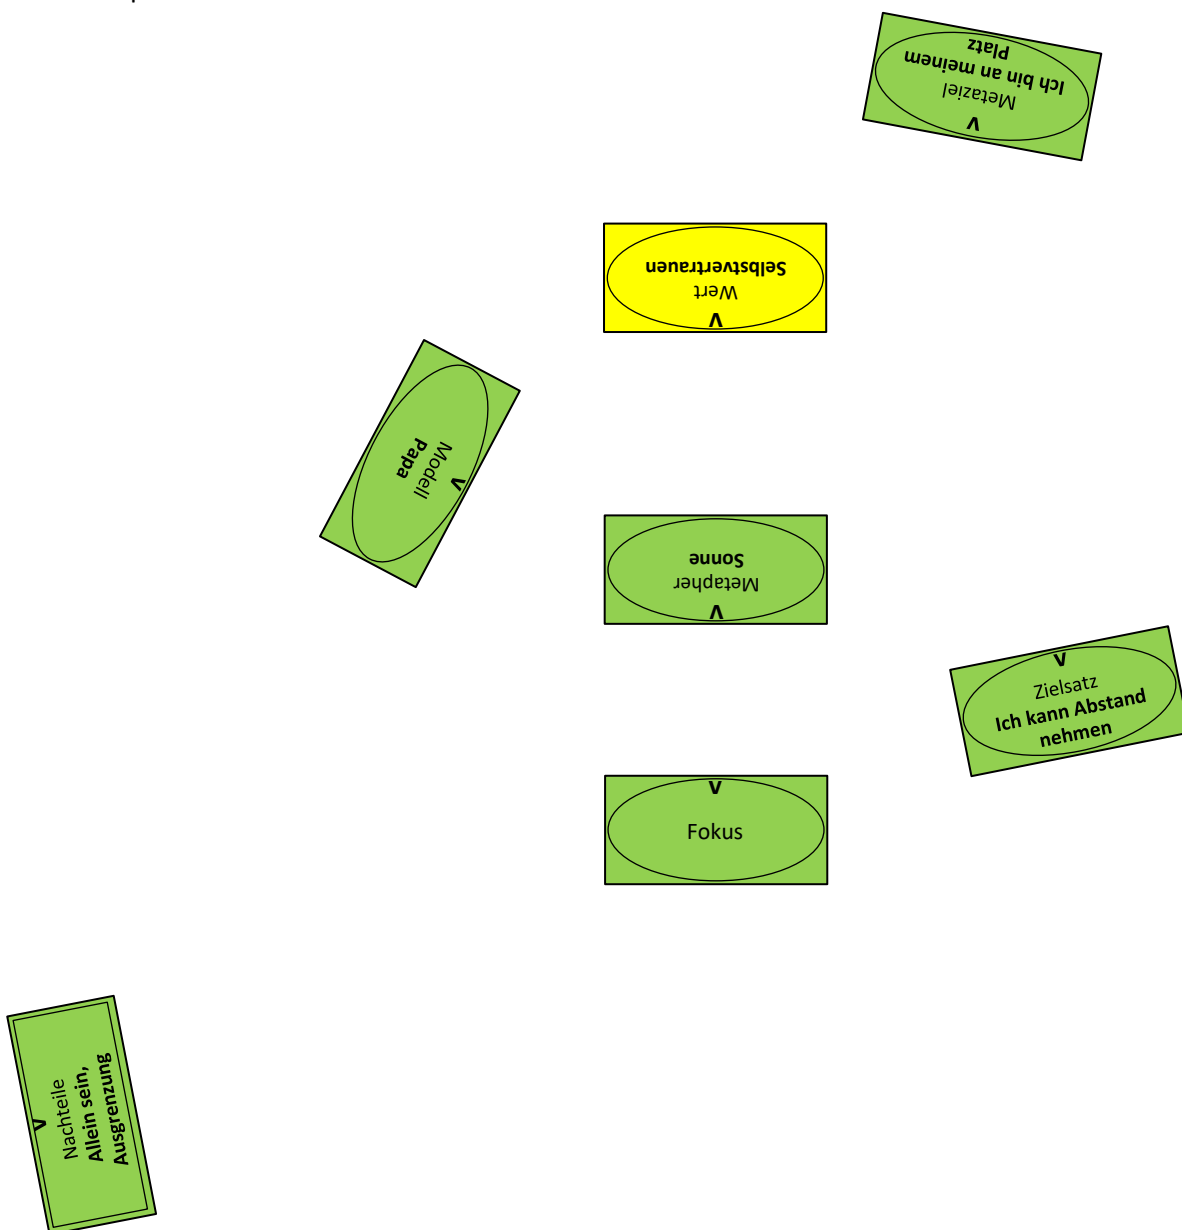 V
Metaziel
Ich bin an meinem
Platz
V
Wert
Selbstvertrauen
V
Modell
Papa
V
Metapher
Sonne
V
Zielsatz
Ich kann Abstand
nehmen
V
Fokus
V
Nachteile
Allein sein,
Ausgrenzung